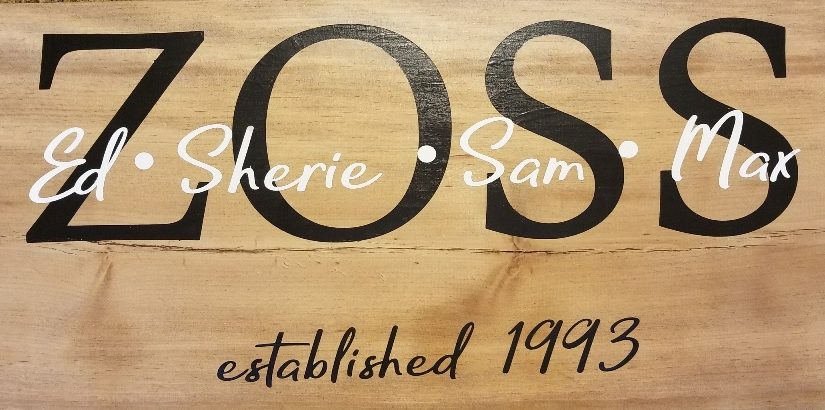 ZOSS
Ed • Sherie • Sam • Max
established 1993